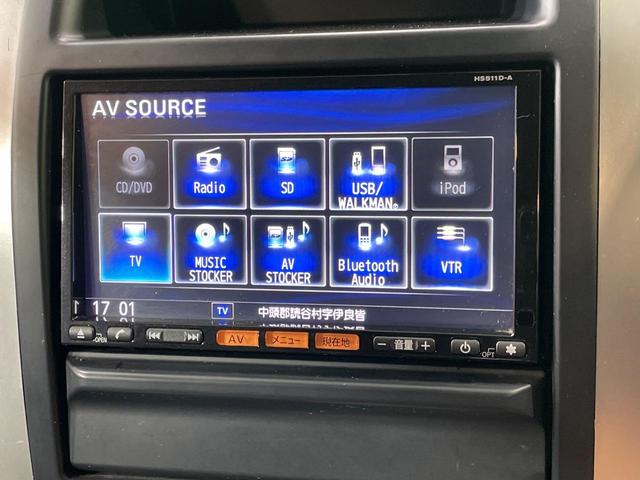 HS511D-A
AV SOURCE
CD/DVD
Radio
SD
USB/
WALKMAN®
iPod
TV
MUSIC
STOCKER
AV
STOCKER
Bluetooth
Audio
VTR
17 01
TV
中頭郡読谷村字伊良皆
OPEN
AV
メニュー
現在地
− 音量 +
OPT